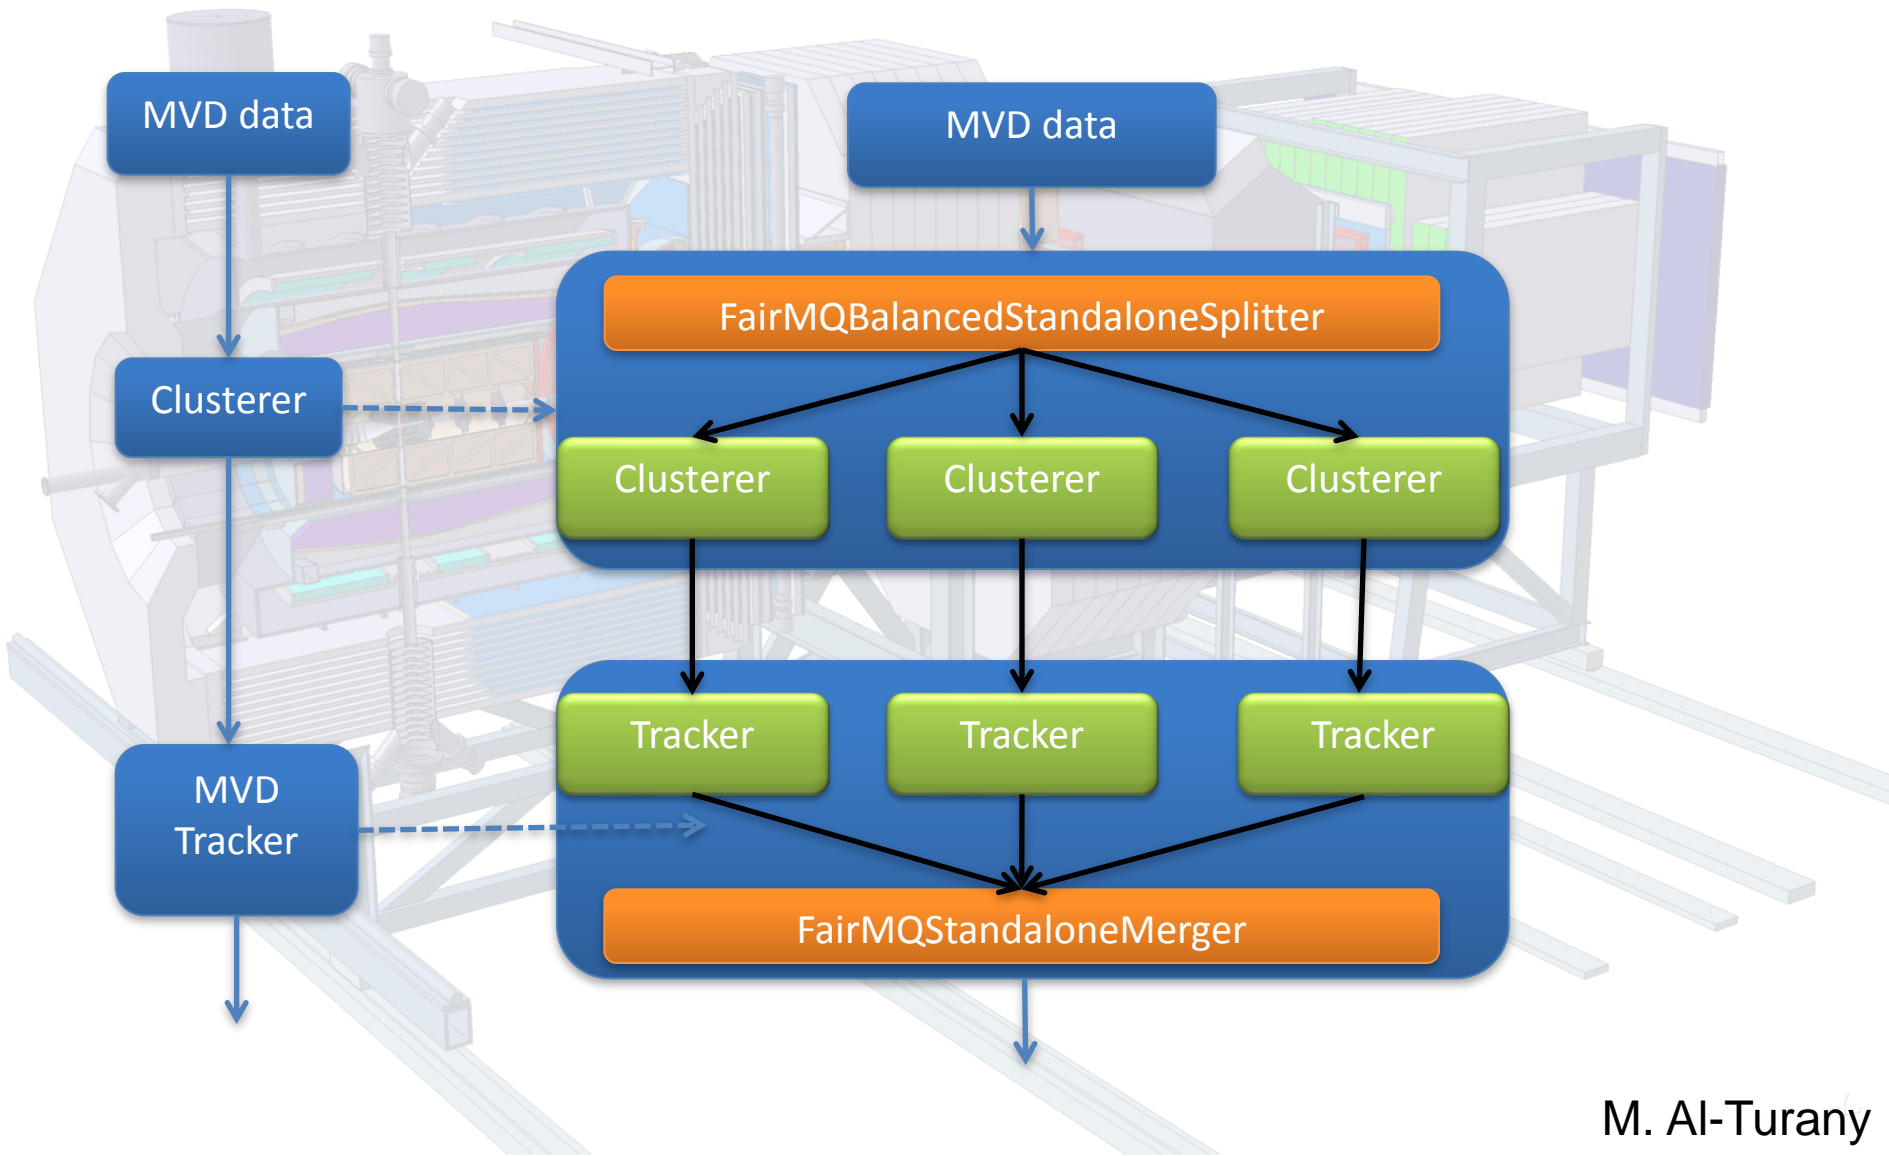 MVD data
MVD data
FairMQBalancedStandaloneSplitter
Clusterer
Clusterer
Clusterer
Clusterer
Tracker
Tracker
Tracker
MVD
Tracker
FairMQStandaloneMerger
M. Al-Turany